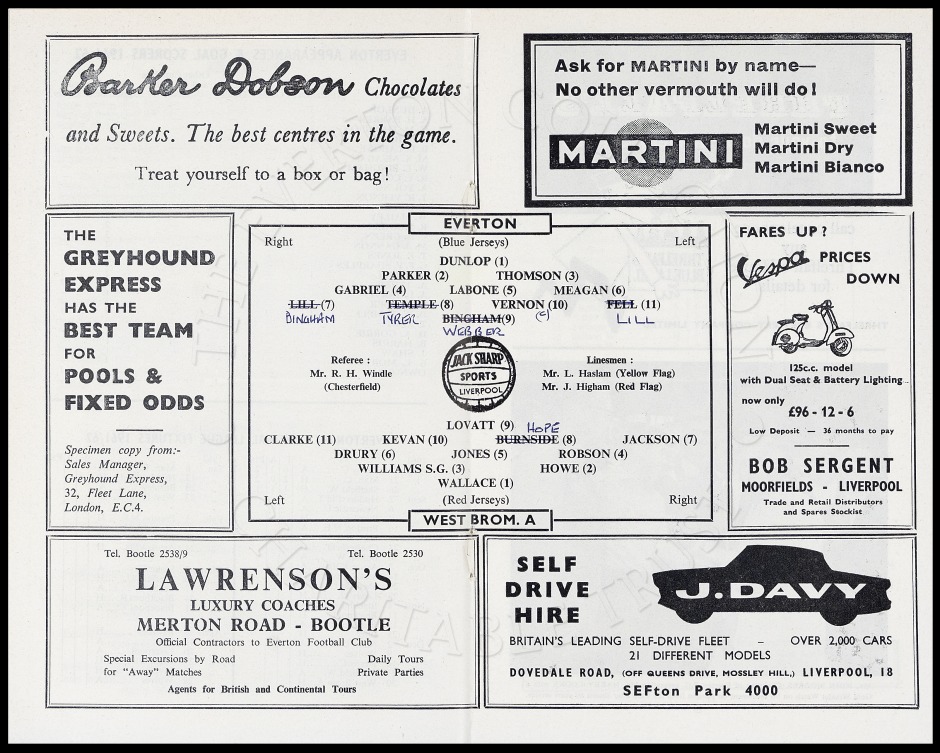 Barker Dobson Chocolates
and Sweets. The best centres in the game.
Treat yourself to a box or bag!
Ask for MARTINI by name—
No other vermouth will do!
MARTINI
Martini Sweet
Martini Dry
Martini Bianco
THE
GREYHOUND
EXPRESS
HAS THE
BEST TEAM
FOR
POOLS &
FIXED ODDS
Specimen copy from:-
Sales Manager,
Greyhound Express,
32, Fleet Lane,
London, E.C.4.
EVERTON
Right (Blue Jerseys) Left
DUNLOP (1)
PARKER (2) THOMSON (3)
GABRIEL (4) LABONE (5) MEAGAN (6)
LILL (7) TEMPLE (8) VERNON (10) FELL (11)
BINGHAM TYRER BINGHAM (9) (C) LILL
WEBBER
JACK SHARP
SPORTS
LIVERPOOL
Referee :
Mr. R. H. Windle
(Chesterfield)
Linesmen :
Mr. L. Haslam (Yellow Flag)
Mr. J. Higham (Red Flag)
LOVATT (9) HOPE
CLARKE (11) KEVAN (10) BURNSIDE (8) JACKSON (7)
DRURY (6) JONES (5) ROBSON (4)
WILLIAMS S.G. (3) HOWE (2)
WALLACE (1)
Left (Red Jerseys) Right
WEST BROM. A
FARES UP?
Vespa PRICES
DOWN
125c.c. model
with Dual Seat & Battery Lighting
now only
£96 - 12 - 6
Low Deposit — 36 months to pay
BOB SERGENT
MOORFIELDS - LIVERPOOL
Trade and Retail Distributors
and Spares Stockist
Tel. Bootle 2538/9 Tel. Bootle 2530
LAWRENSON'S
LUXURY COACHES
MERTON ROAD - BOOTLE
Official Contractors to Everton Football Club
Special Excursions by Road Daily Tours
for "Away" Matches Private Parties
Agents for British and Continental Tours
SELF
DRIVE
HIRE
J. DAVY
BRITAIN'S LEADING SELF-DRIVE FLEET – OVER 2,000 CARS
21 DIFFERENT MODELS
DOVEDALE ROAD, (OFF QUEENS DRIVE, MOSSLEY HILL,) LIVERPOOL, 18
SEFton Park 4000